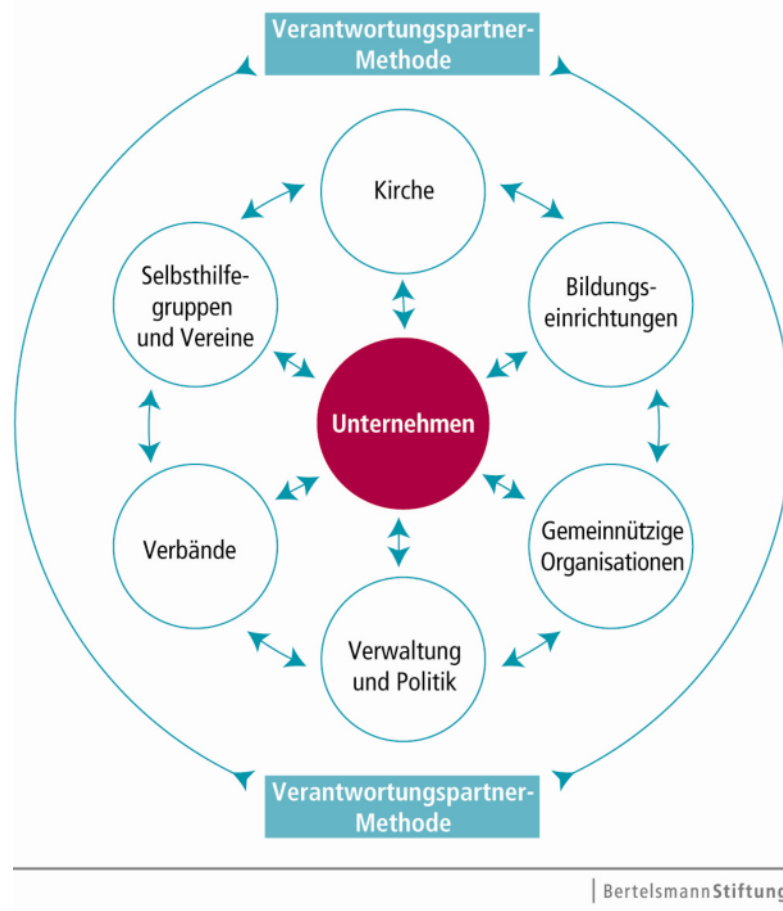 Verantwortungspartner-
Methode
Kirche
Selbsthilfe-
gruppen
und Vereine
Bildungs-
einrichtungen
Unternehmen
Verbände
Gemeinnützige
Organisationen
Verwaltung
und Politik
Verantwortungspartner-
Methode
BertelsmannStiftung